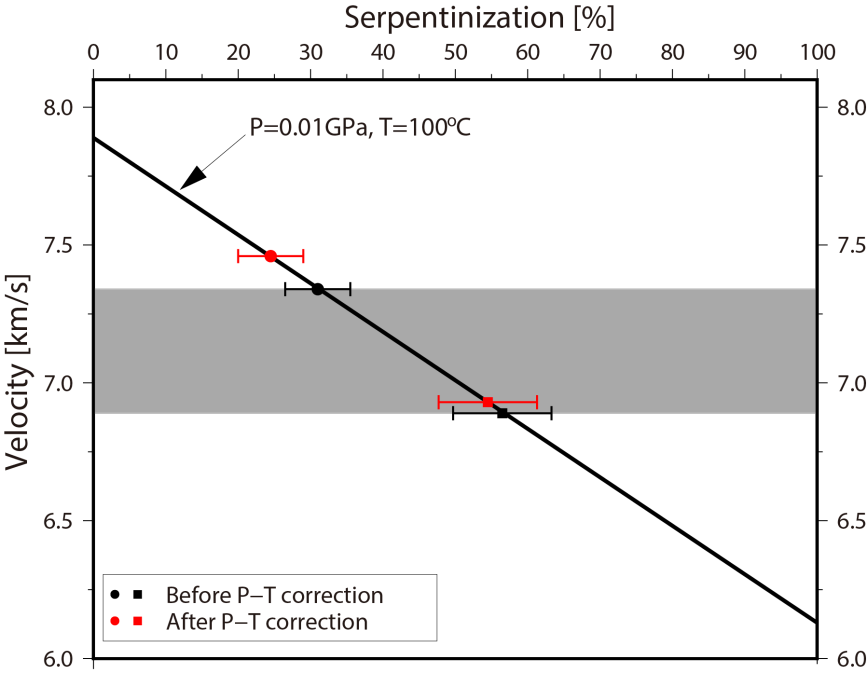 Serpentinization [%]
0 10 20 30 40 50 60 70 80 90 100
8.0 8.0
P=0.01GPa, T=100°C
7.5 7.5
Velocity [km/s]
7.0 7.0
6.5 6.5
Before P−T correction
After P−T correction
6.0 6.0